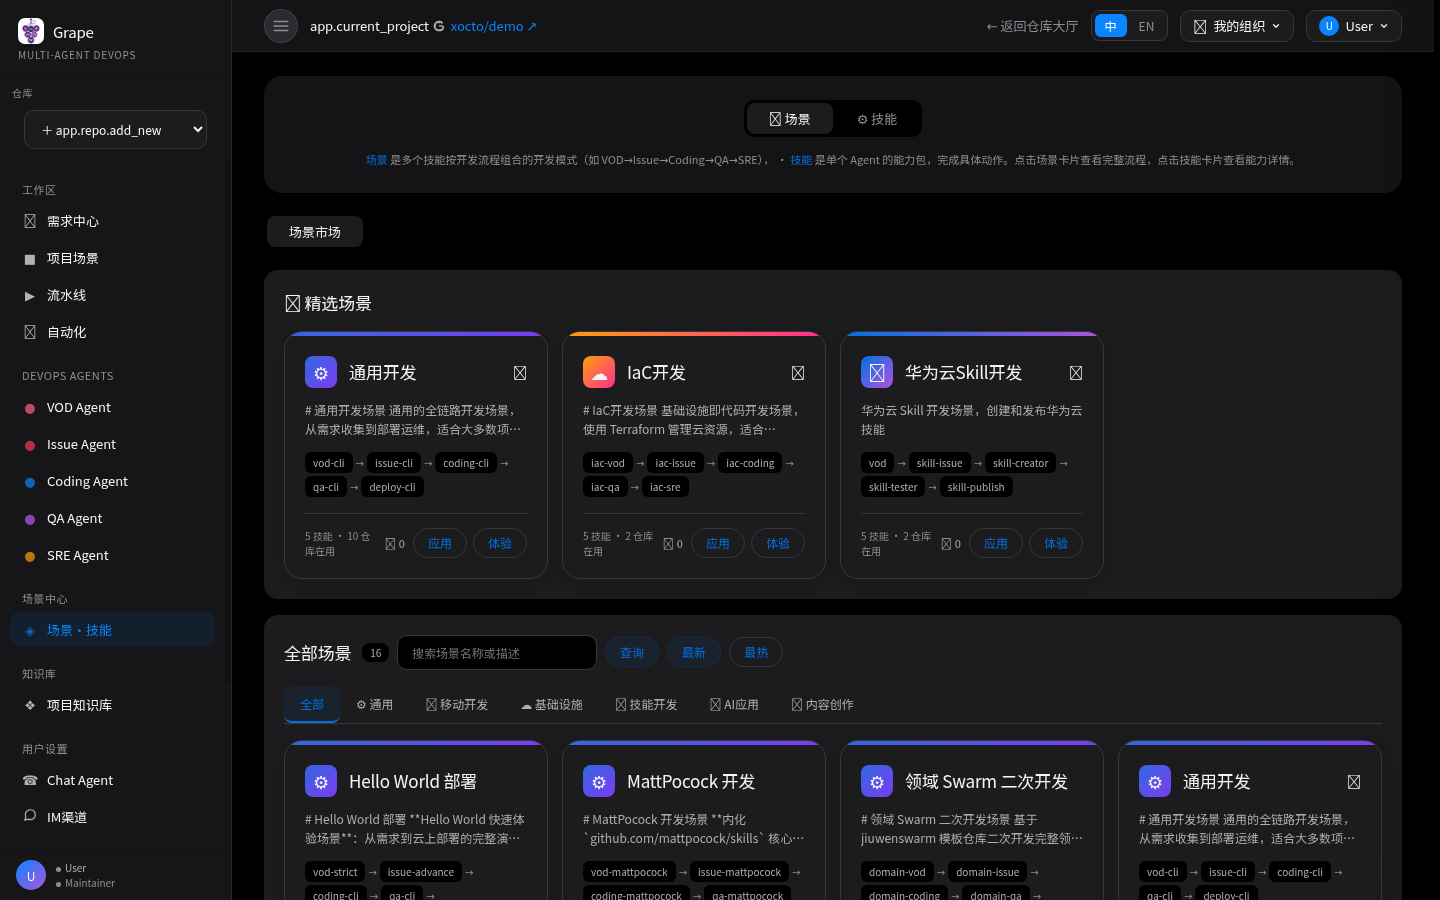 Grape
MULTI-AGENT DEVOPS
仓库
+ app.repo.add_new
工作区
需求中心
项目场景
流水线
自动化
DEVOPS AGENTS
VOD Agent
Issue Agent
Coding Agent
QA Agent
SRE Agent
场景中心
场景・技能
知识库
项目知识库
用户设置
Chat Agent
IM渠道
U
User
Maintainer
app.current_project G xocto/demo ↗
← 返回仓库大厅
中 EN
我的组织
U User
场景
⚙ 技能
场景 是多个技能按开发流程组合的开发模式（如 VOD→Issue→Coding→QA→SRE）， ・ 技能 是单个 Agent 的能力包，完成具体动作。点击场景卡片查看完整流程，点击技能卡片查看能力详情。
场景市场
精选场景
通用开发
# 通用开发场景 通用的全链路开发场景，
从需求收集到部署运维，适合大多数项…
vod-cli → issue-cli → coding-cli →
qa-cli → deploy-cli
5 技能 ・ 10 仓
库在用
0 应用 体验
IaC开发
# IaC开发场景 基础设施即代码开发场景，
使用 Terraform 管理云资源，适合…
iac-vod → iac-issue → iac-coding →
iac-qa → iac-sre
5 技能 ・ 2 仓库
在用
0 应用 体验
华为云Skill开发
华为云 Skill 开发场景，创建和发布华为云
技能
vod → skill-issue → skill-creator →
skill-tester → skill-publish
5 技能 ・ 2 仓库
在用
0 应用 体验
全部场景 16 搜索场景名称或描述 查询 最新 最热
全部 ⚙ 通用 移动开发 ☁ 基础设施 技能开发 AI应用 内容创作
Hello World 部署
# Hello World 部署 **Hello World 快速体
验场景**：从需求到云上部署的完整演…
vod-strict → issue-advance →
coding-cli → qa-cli →
MattPocock 开发
# MattPocock 开发场景 **内化
`github.com/mattpocock/skills` 核心…
vod-mattpocock → issue-mattpocock →
coding-mattpocock → qa-mattpocock
领域 Swarm 二次开发
# 领域 Swarm 二次开发场景 基于
jiuwenswarm 模板仓库二次开发完整领…
domain-vod → domain-issue →
domain-coding → domain-qa →
通用开发
# 通用开发场景 通用的全链路开发场景，
从需求收集到部署运维，适合大多数项…
vod-cli → issue-cli → coding-cli →
qa-cli → deploy-cli